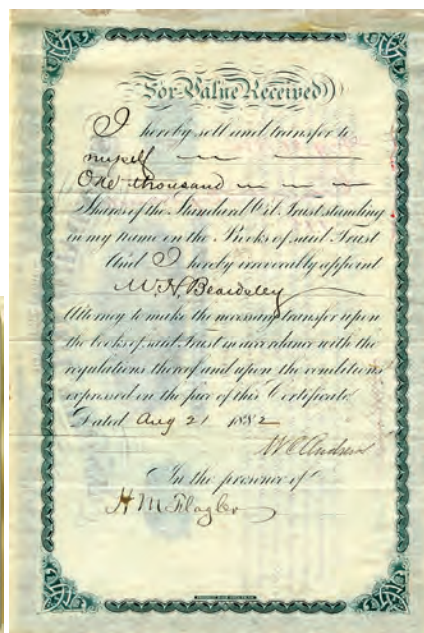 For Value Received
I hereby sell and transfer to
myself
One thousand
Shares of the Standard Oil Trust standing
in my name on the Books of said Trust
And I hereby irrevocably appoint
W. H. Beardsley
Attorney to make the necessary transfer upon
the books of said Trust in accordance with the
regulations thereof and upon the conditions
expressed on the face of this Certificate
Dated Aug 21 1882
W C Andrews
In the presence of
H M Flagler